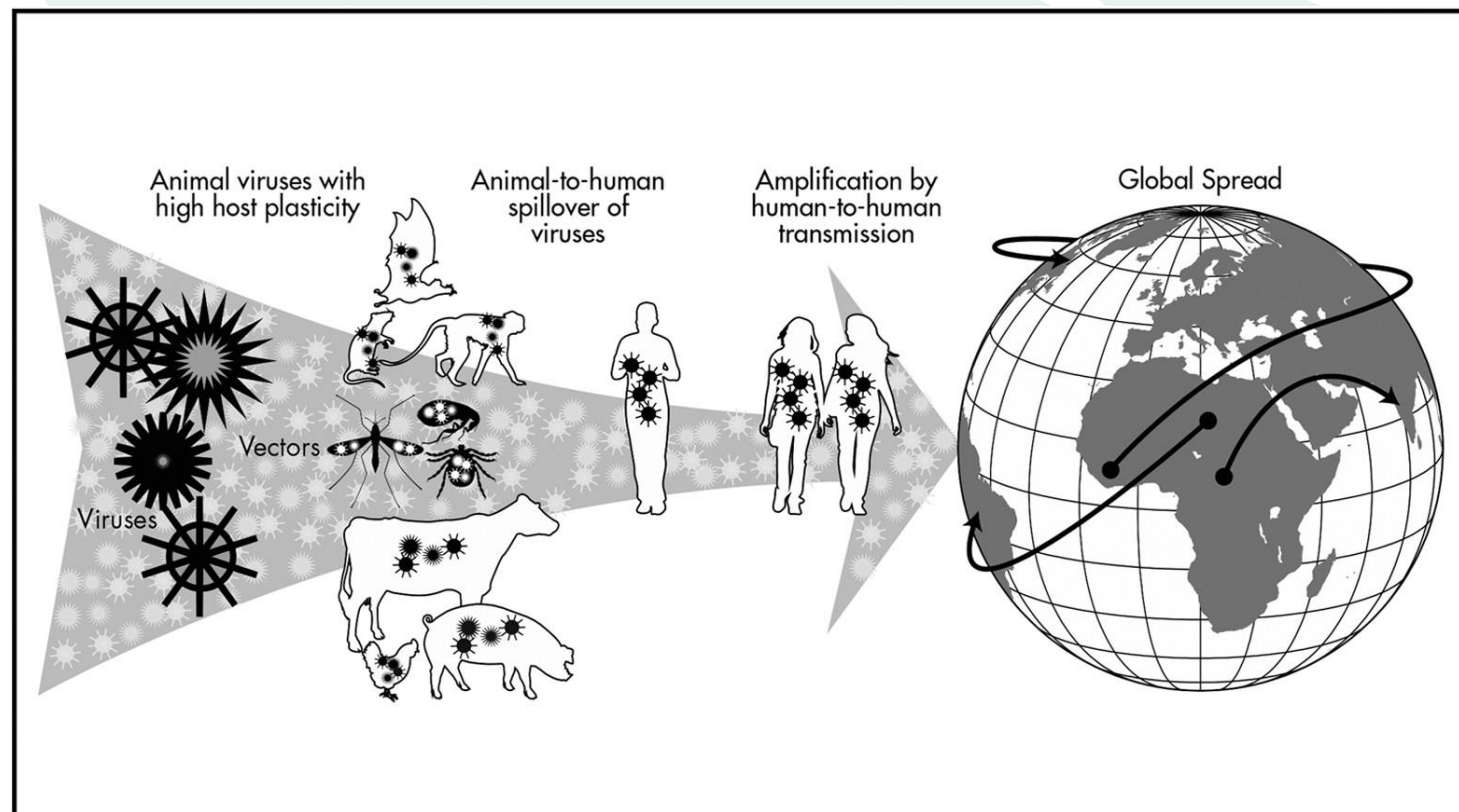 Animal viruses with
high host plasticity
Animal-to-human
spillover of
viruses
Amplification by
human-to-human
transmission
Global Spread
Vectors
Viruses